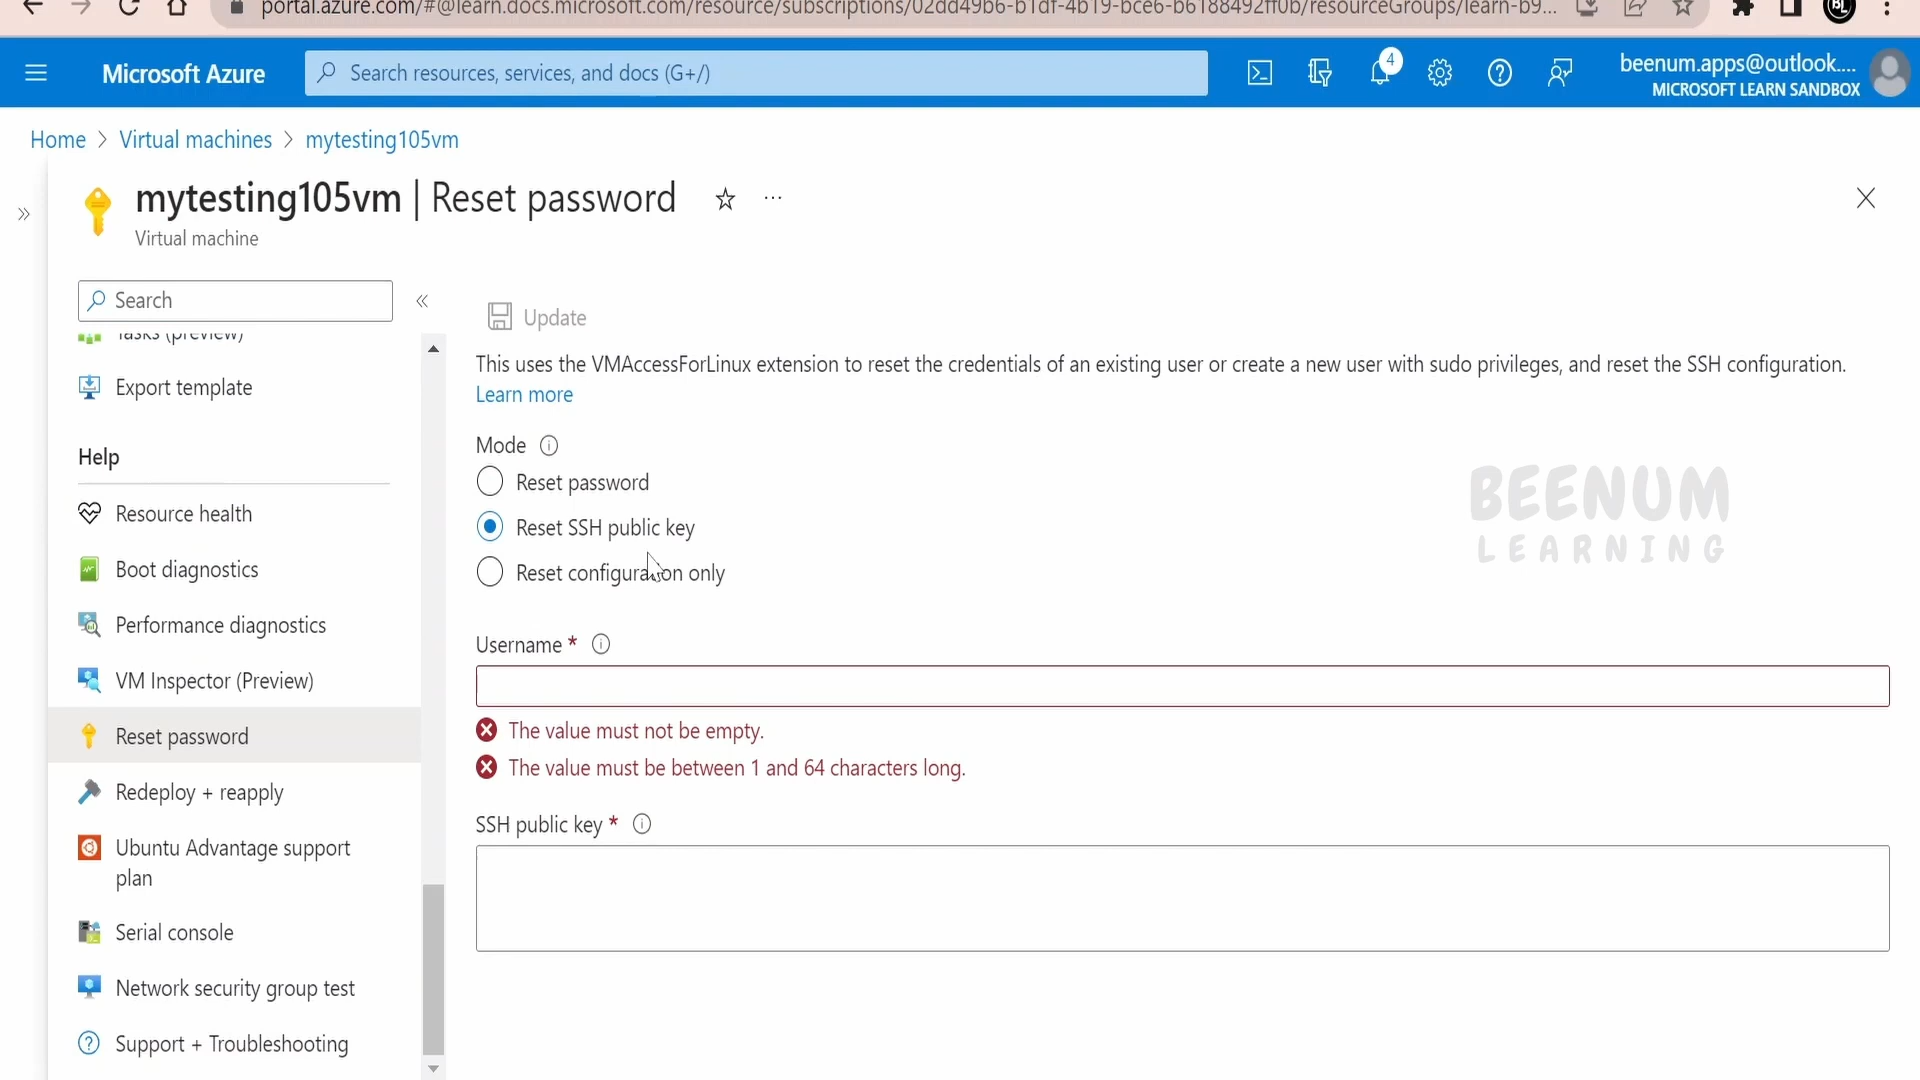 portal.azure.com/#@learn.docs.microsoft.com/resource/subscriptions/02dd49b6-b1df-4b19-bce6-b6188492ff0b/resourceGroups/learn-b9...
BL
Microsoft Azure
Search resources, services, and docs (G+/)
4
beenum.apps@outlook....
MICROSOFT LEARN SANDBOX
Home > Virtual machines > mytesting105vm
mytesting105vm | Reset password
Virtual machine
Search
Tasks (preview)
Export template
Help
Resource health
Boot diagnostics
Performance diagnostics
VM Inspector (Preview)
Reset password
Redeploy + reapply
Ubuntu Advantage support
plan
Serial console
Network security group test
Support + Troubleshooting
Update
This uses the VMAccessForLinux extension to reset the credentials of an existing user or create a new user with sudo privileges, and reset the SSH configuration.
Learn more
Mode
Reset password
Reset SSH public key
Reset configuration only
BEENUM
LEARNING
Username *
The value must not be empty.
The value must be between 1 and 64 characters long.
SSH public key *